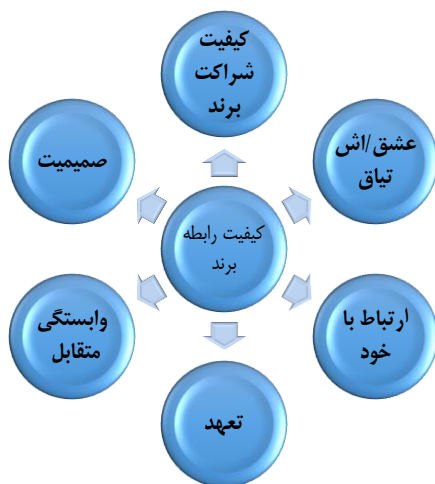 کیفیت
شراکت
برند
عشق/اش
تیاق
صمیمیت
کیفیت رابطه
برند
ارتباط با
خود
وابستگی
متقابل
تعهد